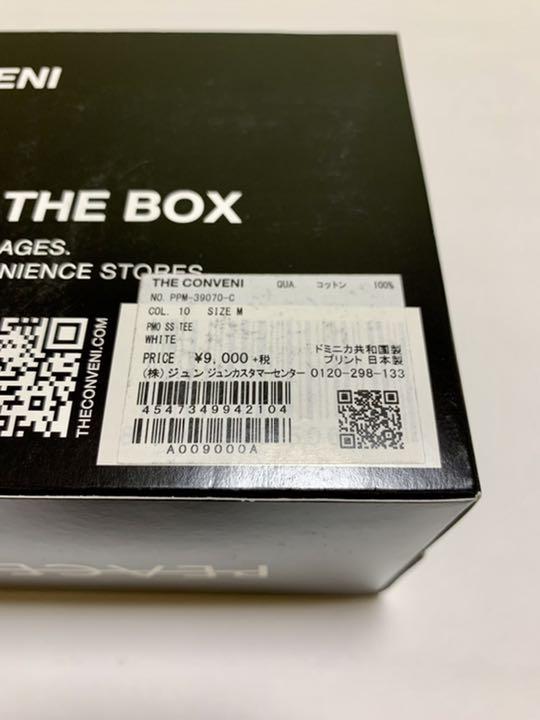 ENI
THE BOX
AGES.
NIENCE STORES
THECONVENI.COM
THE CONVENI QUA. コットン 100%
NO. PPM-39070-C
COL. 10 SIZE M
PMO SS TEE
WHITE
PRICE ¥9,000 +税
ドミニカ共和国製
プリント 日本製
(株)ジュン ジュンカスタマーセンター 0120-298-133
4547349942104
A009000A